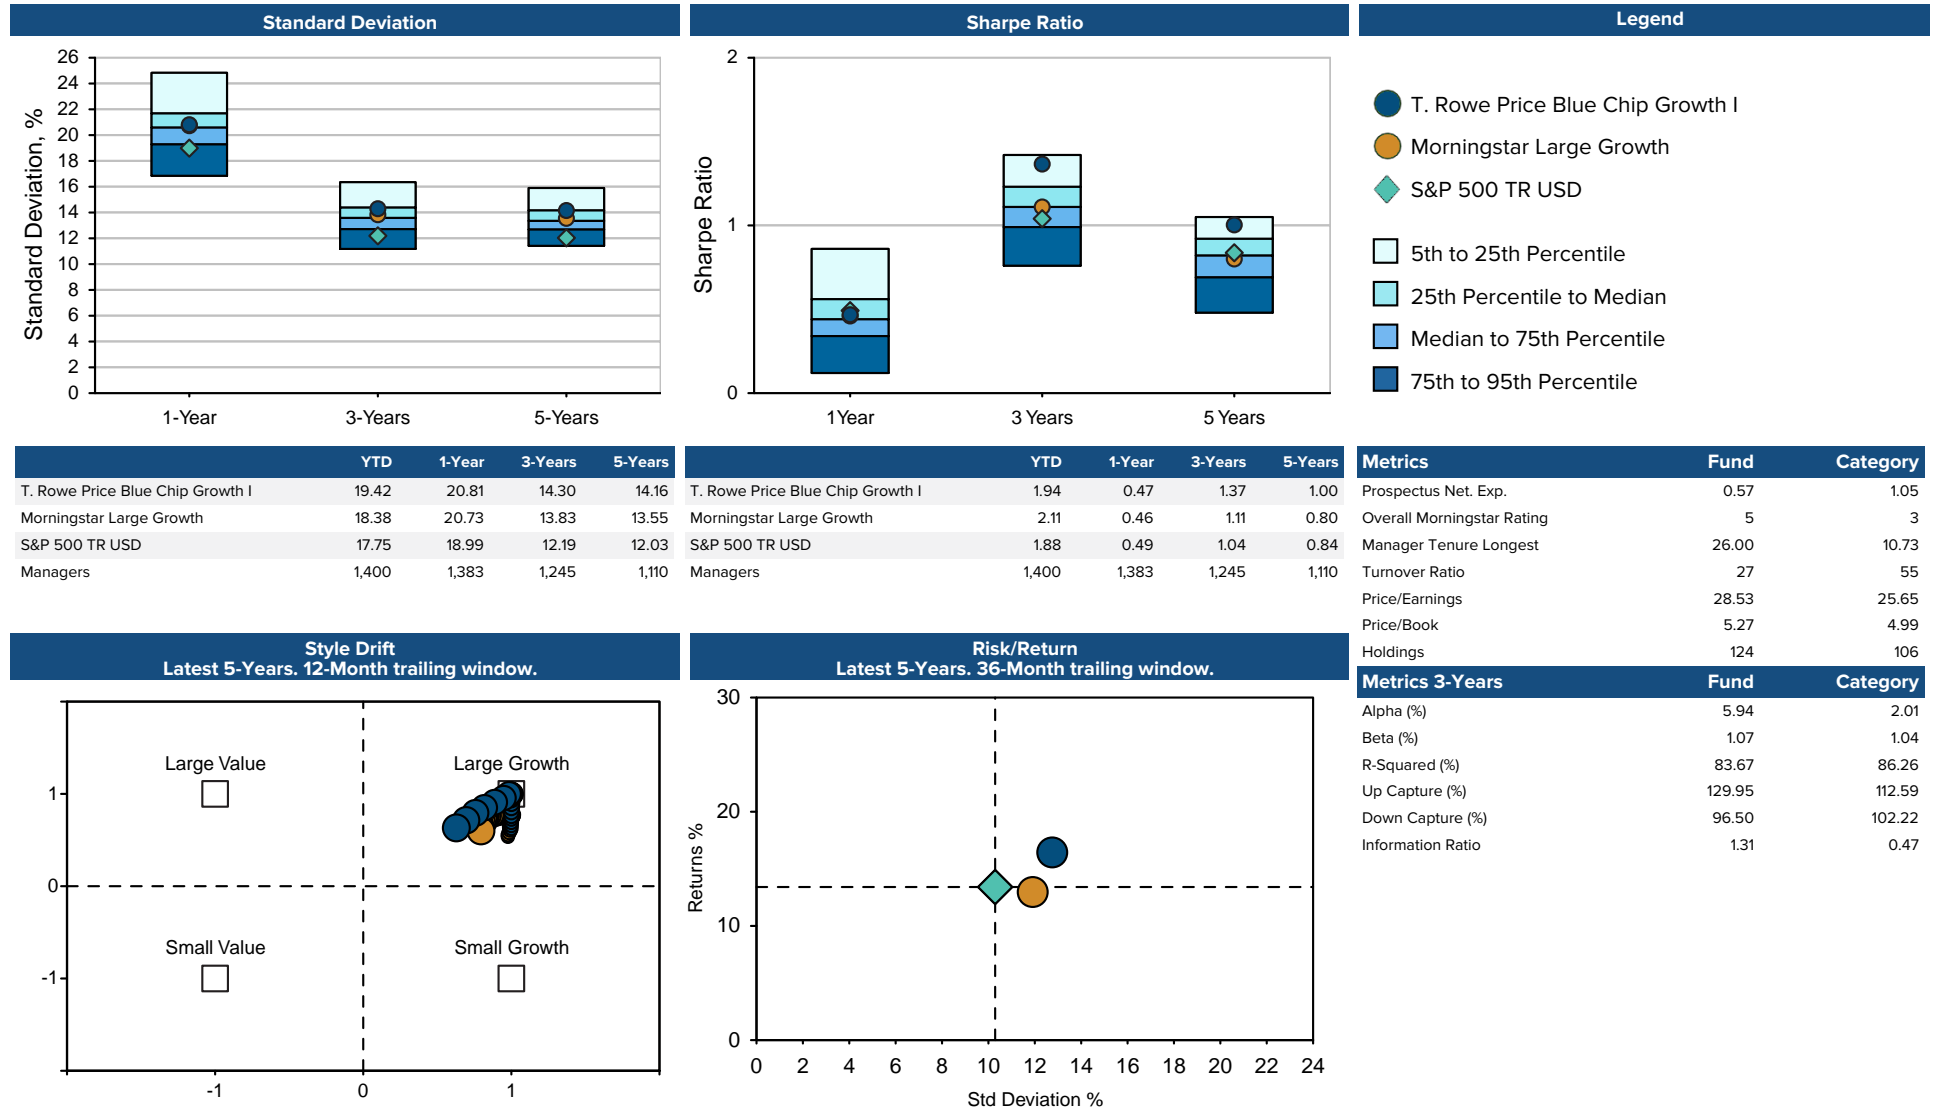 Standard Deviation
26
24
22
20
18
16
14
12
10
8
6
4
2
0
Standard Deviation, %
1-Year 3-Years 5-Years
Sharpe Ratio
2
1
0
Sharpe Ratio
1 Year 3 Years 5 Years
Legend
T. Rowe Price Blue Chip Growth I
Morningstar Large Growth
S&P 500 TR USD
5th to 25th Percentile
25th Percentile to Median
Median to 75th Percentile
75th to 95th Percentile
YTD 1-Year 3-Years 5-Years
T. Rowe Price Blue Chip Growth I 19.42 20.81 14.30 14.16
Morningstar Large Growth 18.38 20.73 13.83 13.55
S&P 500 TR USD 17.75 18.99 12.19 12.03
Managers 1,400 1,383 1,245 1,110
YTD 1-Year 3-Years 5-Years
T. Rowe Price Blue Chip Growth I 1.94 0.47 1.37 1.00
Morningstar Large Growth 2.11 0.46 1.11 0.80
S&P 500 TR USD 1.88 0.49 1.04 0.84
Managers 1,400 1,383 1,245 1,110
Metrics Fund Category
Prospectus Net. Exp. 0.57 1.05
Overall Morningstar Rating 5 3
Manager Tenure Longest 26.00 10.73
Turnover Ratio 27 55
Price/Earnings 28.53 25.65
Price/Book 5.27 4.99
Holdings 124 106
Metrics 3-Years Fund Category
Alpha (%) 5.94 2.01
Beta (%) 1.07 1.04
R-Squared (%) 83.67 86.26
Up Capture (%) 129.95 112.59
Down Capture (%) 96.50 102.22
Information Ratio 1.31 0.47
Style Drift
Latest 5-Years. 12-Month trailing window.
Large Value Large Growth
1
0
Small Value Small Growth
-1
-1 0 1
Risk/Return
Latest 5-Years. 36-Month trailing window.
30
20
10
0
Returns %
0 2 4 6 8 10 12 14 16 18 20 22 24
Std Deviation %